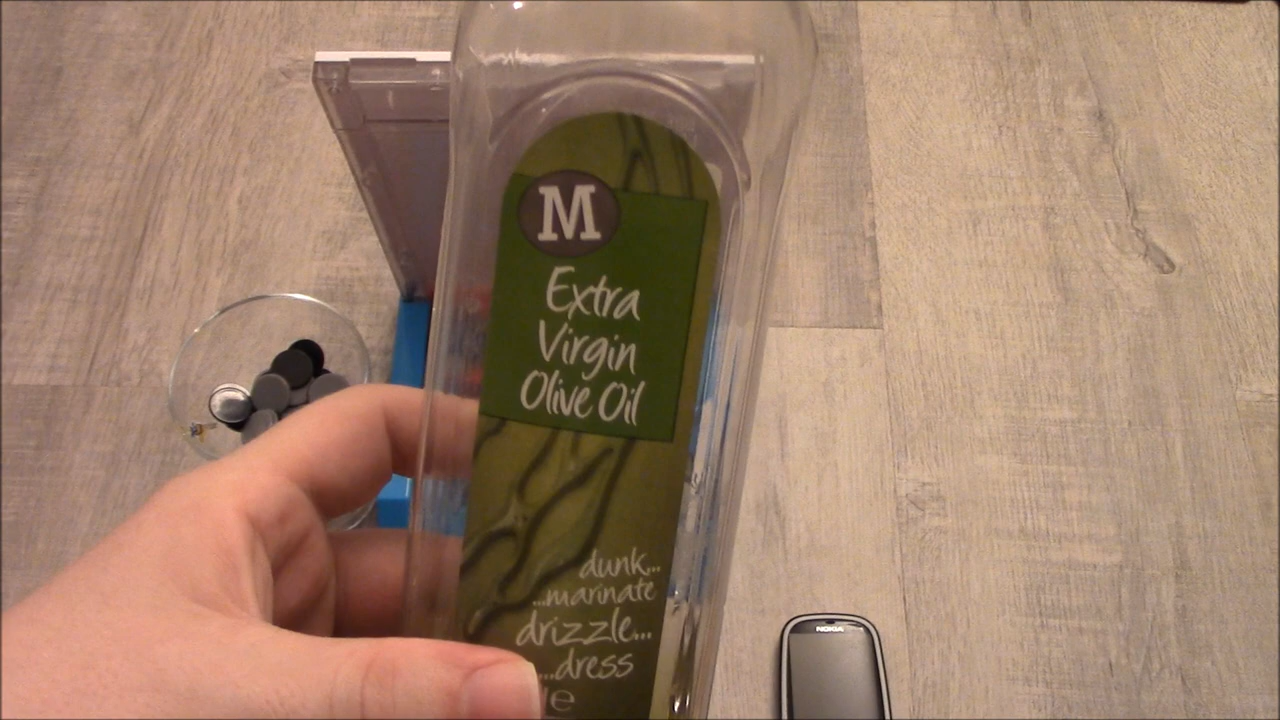 M
Extra
Virgin
Olive Oil
dunk...
...marinate
drizzle...
...dress
NOKIA